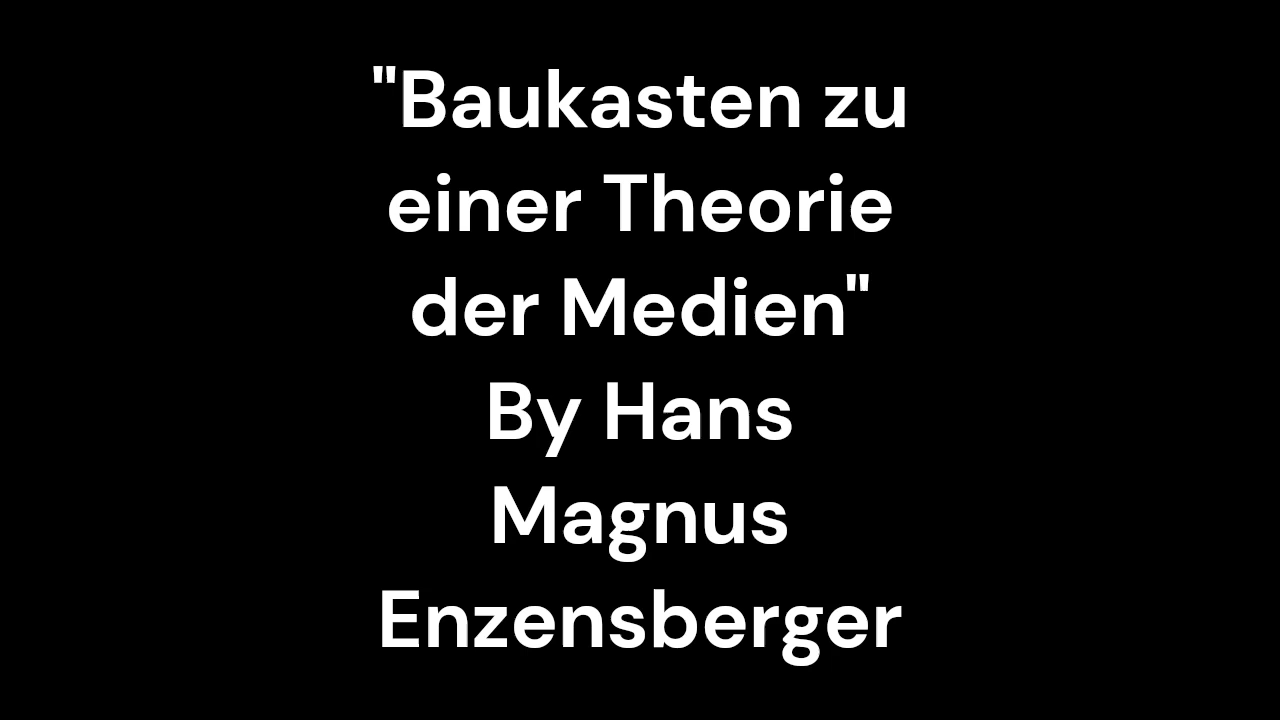 "Baukasten zu
einer Theorie
der Medien"
By Hans
Magnus
Enzensberger